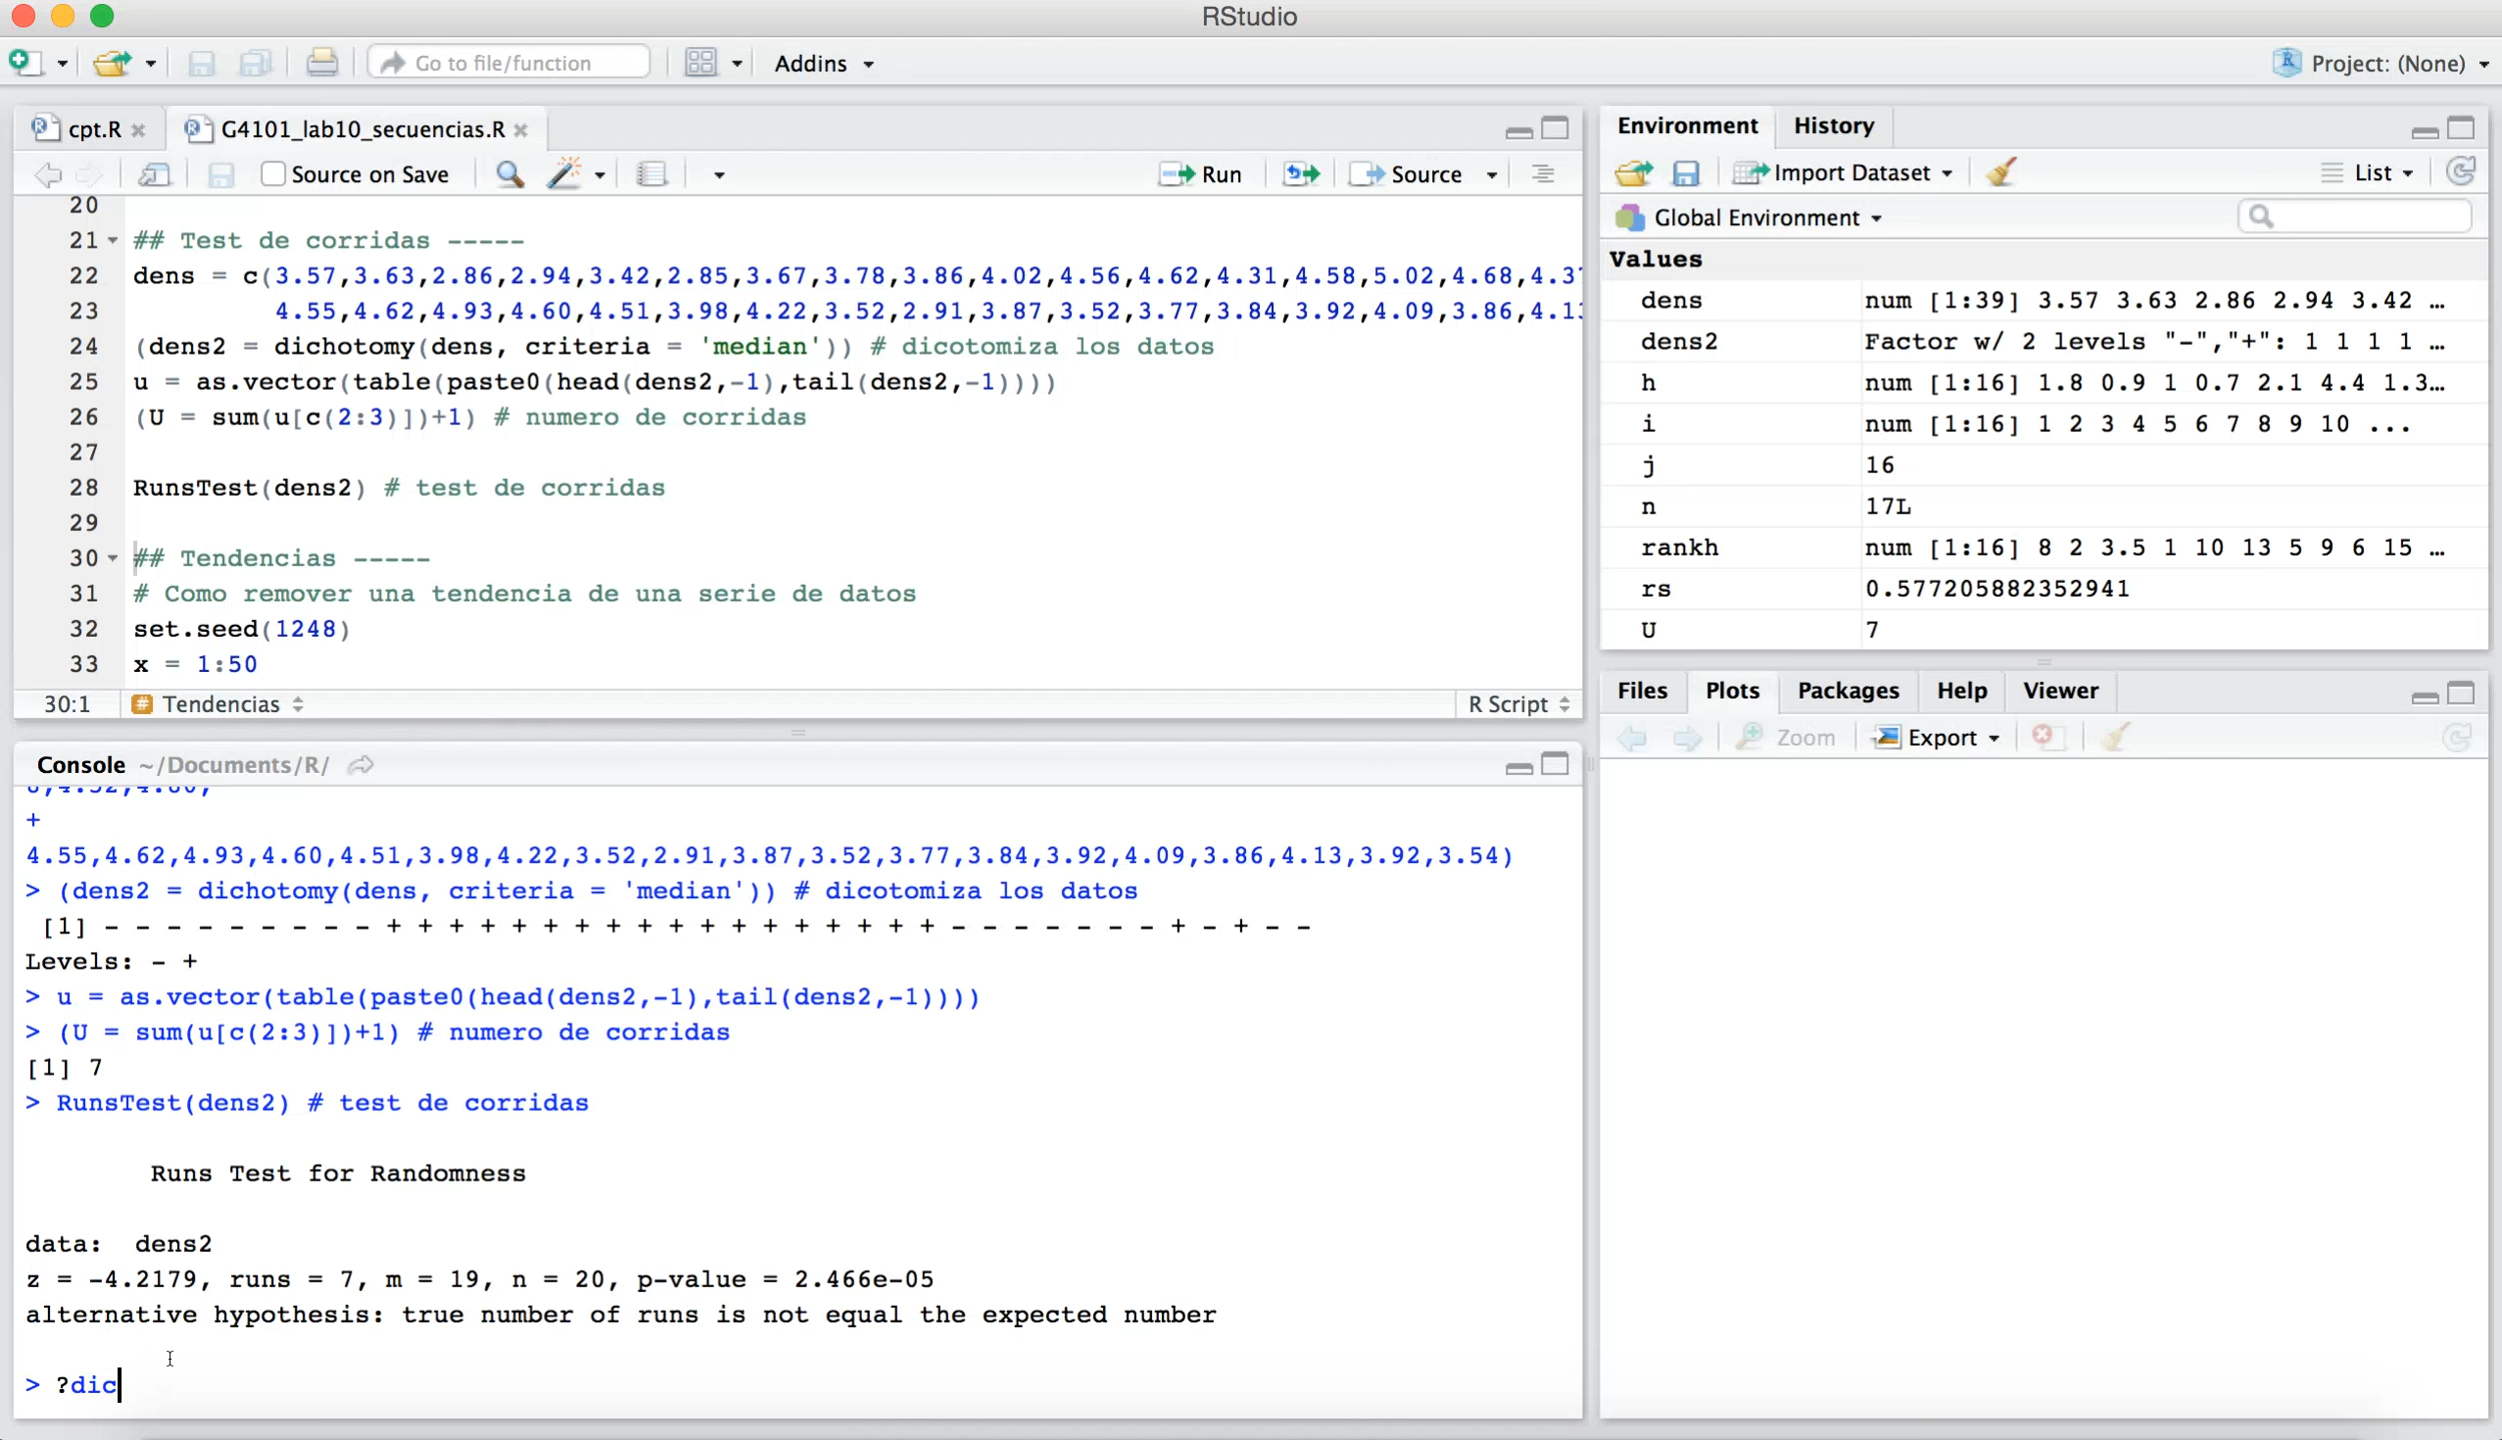 RStudio
Go to file/function
Addins
Project: (None)
cpt.R
G4101_lab10_secuencias.R
Source on Save
Run
Source
20
21 ## Test de corridas -----
22 dens = c(3.57,3.63,2.86,2.94,3.42,2.85,3.67,3.78,3.86,4.02,4.56,4.62,4.31,4.58,5.02,4.68,4.37
23 4.55,4.62,4.93,4.60,4.51,3.98,4.22,3.52,2.91,3.87,3.52,3.77,3.84,3.92,4.09,3.86,4.13
24 (dens2 = dichotomy(dens, criteria = 'median')) # dicotomiza los datos
25 u = as.vector(table(paste0(head(dens2,-1),tail(dens2,-1))))
26 (U = sum(u[c(2:3)])+1) # numero de corridas
27
28 RunsTest(dens2) # test de corridas
29
30 ## Tendencias -----
31 # Como remover una tendencia de una serie de datos
32 set.seed(1248)
33 x = 1:50
30:1 # Tendencias
R Script
Console ~/Documents/R/
8,4.52,4.80,
+
4.55,4.62,4.93,4.60,4.51,3.98,4.22,3.52,2.91,3.87,3.52,3.77,3.84,3.92,4.09,3.86,4.13,3.92,3.54)
> (dens2 = dichotomy(dens, criteria = 'median')) # dicotomiza los datos
[1] - - - - - - - - - + + + + + + + + + + + + + + + + + + - - - - - - - + - + - -
Levels: - +
> u = as.vector(table(paste0(head(dens2,-1),tail(dens2,-1))))
> (U = sum(u[c(2:3)])+1) # numero de corridas
[1] 7
> RunsTest(dens2) # test de corridas
Runs Test for Randomness
data: dens2
z = -4.2179, runs = 7, m = 19, n = 20, p-value = 2.466e-05
alternative hypothesis: true number of runs is not equal the expected number
> ?dic
Environment
History
Import Dataset
List
Global Environment
Values
dens num [1:39] 3.57 3.63 2.86 2.94 3.42 …
dens2 Factor w/ 2 levels "-","+": 1 1 1 1 …
h num [1:16] 1.8 0.9 1 0.7 2.1 4.4 1.3…
i num [1:16] 1 2 3 4 5 6 7 8 9 10 ...
j 16
n 17L
rankh num [1:16] 8 2 3.5 1 10 13 5 9 6 15 …
rs 0.577205882352941
U 7
Files
Plots
Packages
Help
Viewer
Zoom
Export